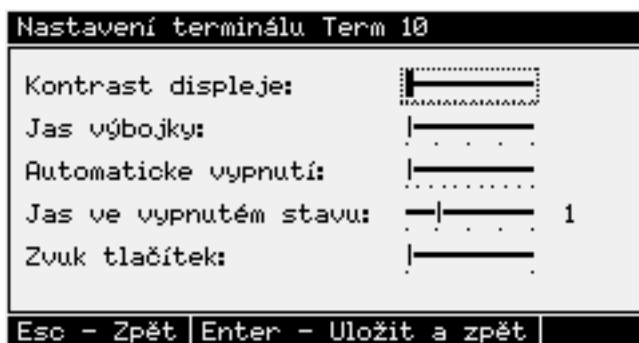 Nastavení terminálu Term 10
Kontrast displeje:
Jas výbojky:
Automaticke vypnutí:
Jas ve vypnutém stavu: 1
Zvuk tlačítek:
Esc - Zpět Enter - Uložit a zpět